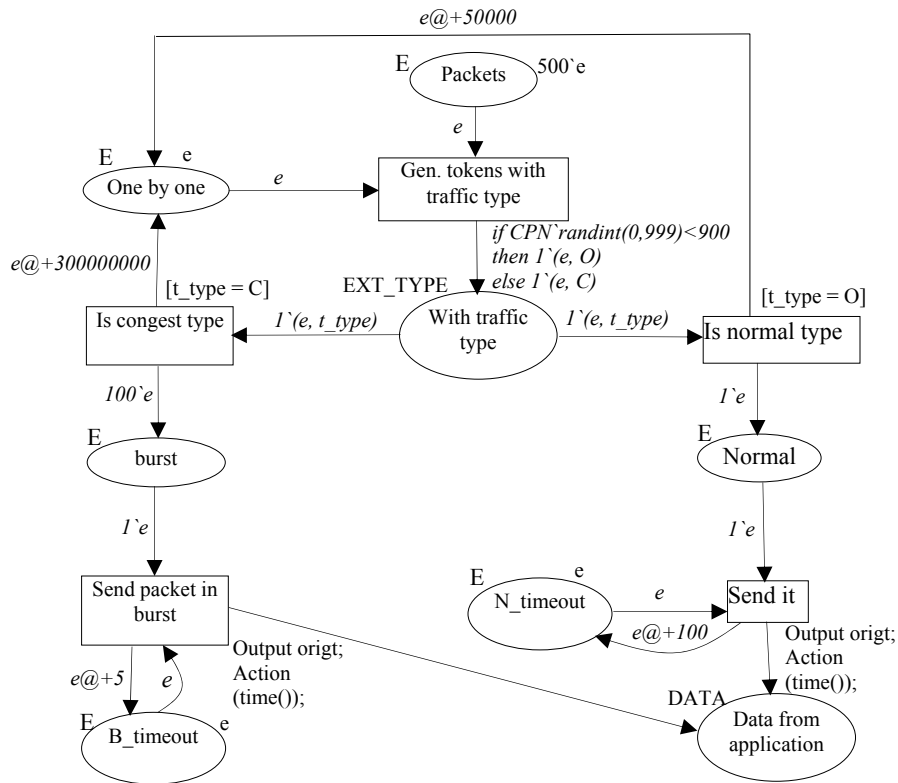 e@+50000
E
Packets
500`e
e
E
e
One by one
e
Gen. tokens with
traffic type
if CPN`randint(0,999)<900
then 1`(e, O)
else 1`(e, C)
e@+300000000
EXT_TYPE
[t_type = C]
[t_type = O]
Is congest type
1`(e, t_type)
With traffic
type
1`(e, t_type)
Is normal type
100`e
1`e
E
burst
E
Normal
1`e
1`e
Send packet in
burst
E
e
N_timeout
e
Send it
e@+100
Output origt;
Action
(time());
Output origt;
Action
(time());
e@+5
e
E
e
B_timeout
DATA
Data from
application